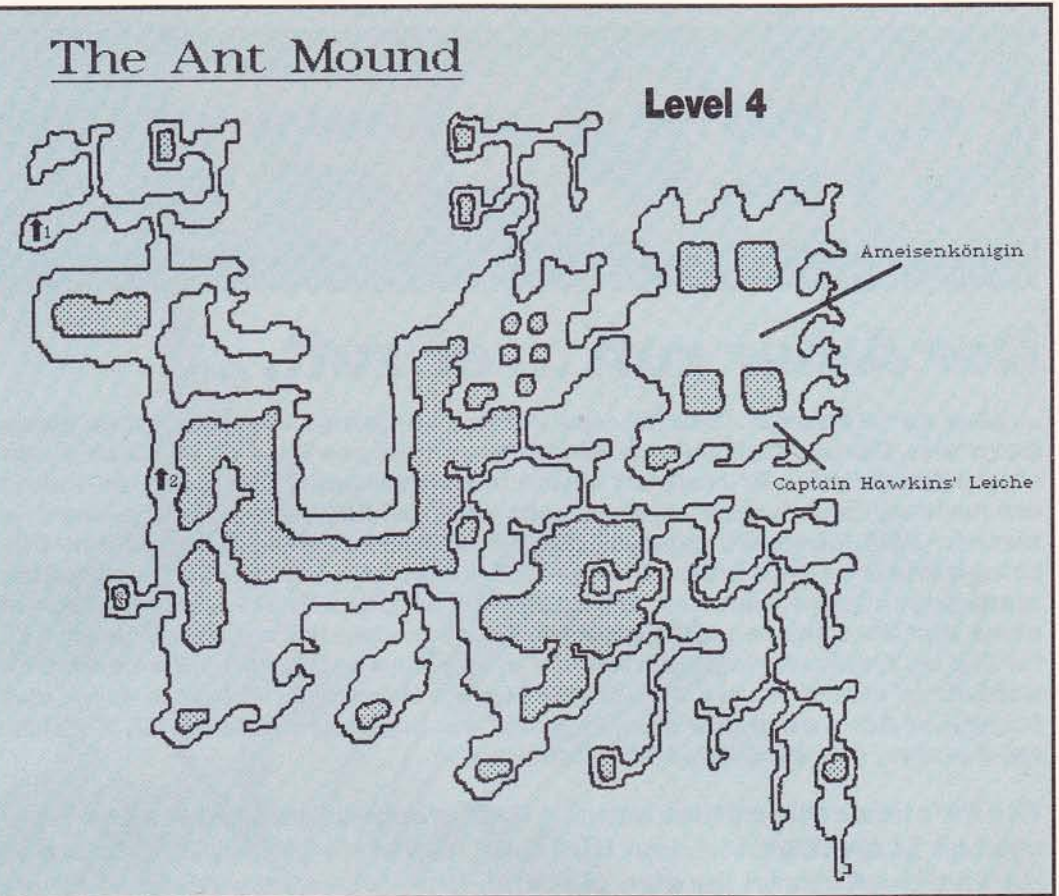 The Ant Mound
Level 4
1
Ameisenkönigin
2
Captain Hawkins' Leiche